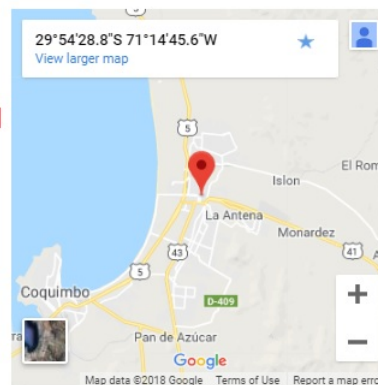 29°54'28.8"S 71°14'45.6"W
View larger map
5
El Rom
Islon
La Antena
Monardez
43
41
5
Coquimbo
D-409
Pan de Azúcar
Google
Map data ©2018 Google Terms of Use Report a map erro